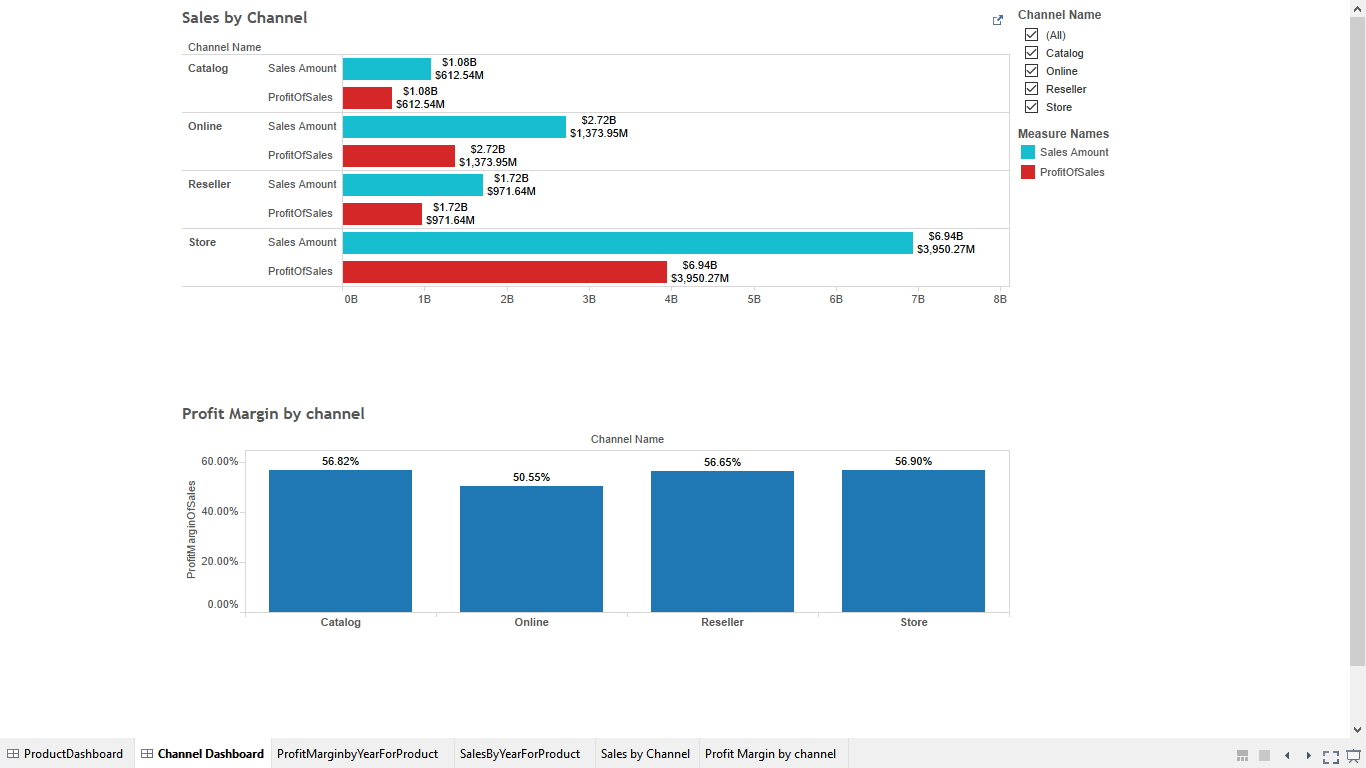 Sales by Channel
Channel Name
Catalog
Sales Amount
$1.08B
$612.54M
ProfitOfSales
$1.08B
$612.54M
Online
Sales Amount
$2.72B
$1,373.95M
ProfitOfSales
$2.72B
$1,373.95M
Reseller
Sales Amount
$1.72B
$971.64M
ProfitOfSales
$1.72B
$971.64M
Store
Sales Amount
$6.94B
$3,950.27M
ProfitOfSales
$6.94B
$3,950.27M
0B 1B 2B 3B 4B 5B 6B 7B 8B
Channel Name
(All)
Catalog
Online
Reseller
Store
Measure Names
Sales Amount
ProfitOfSales
Profit Margin by channel
Channel Name
ProfitMarginOfSales
60.00%
40.00%
20.00%
0.00%
56.82% 50.55% 56.65% 56.90%
Catalog Online Reseller Store
ProductDashboard Channel Dashboard ProfitMarginbyYearForProduct SalesByYearForProduct Sales by Channel Profit Margin by channel